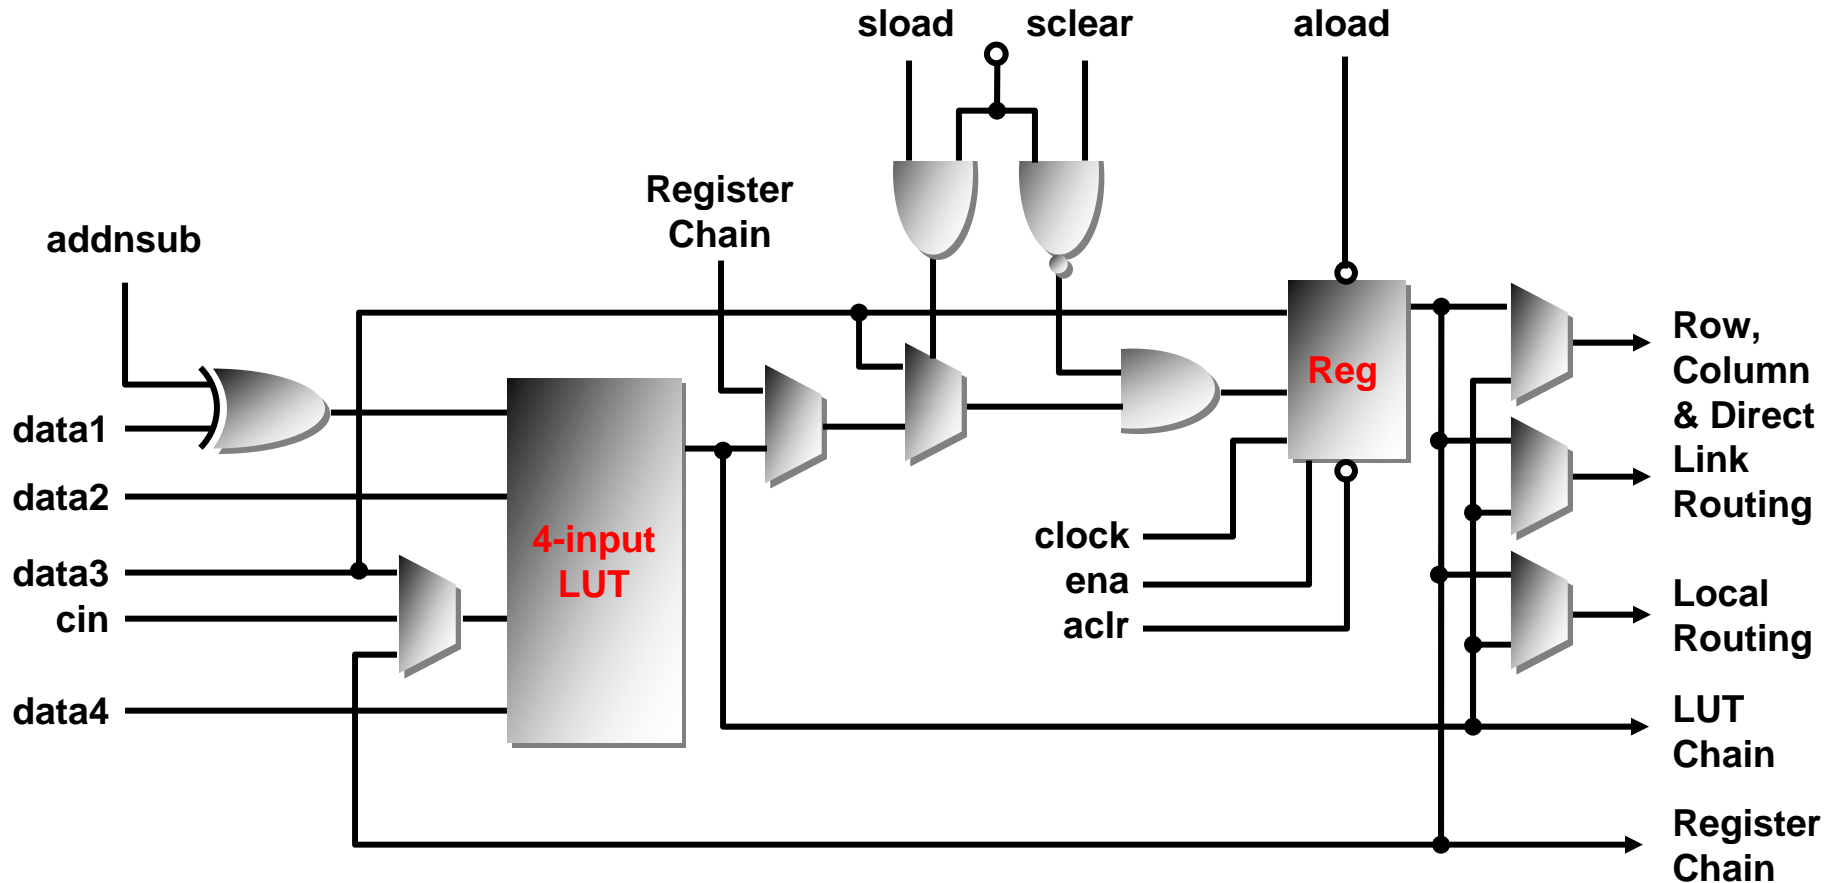 sload
sclear
aload
Register
Chain
addnsub
data1
data2
data3
cin
data4
4-input
LUT
Reg
clock
ena
aclr
Row,
Column
& Direct
Link
Routing
Local
Routing
LUT
Chain
Register
Chain